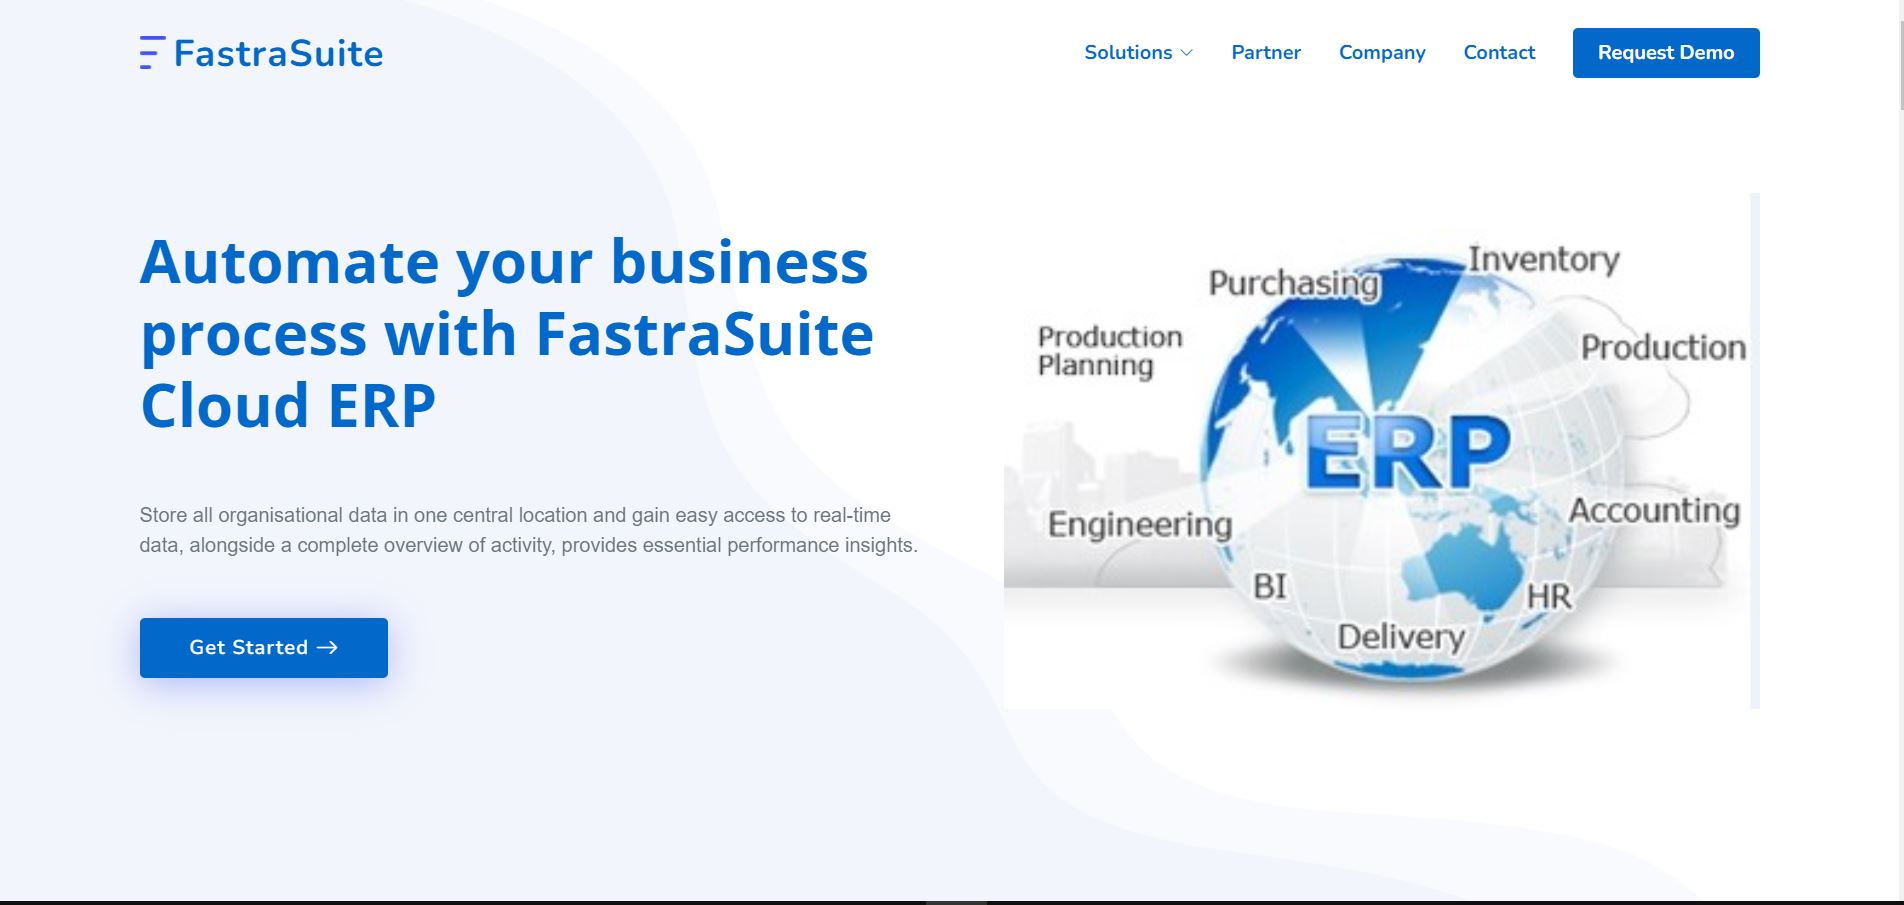 FastraSuite
Solutions
Partner
Company
Contact
Request Demo
Automate your business
process with FastraSuite
Cloud ERP
Store all organisational data in one central location and gain easy access to real-time
data, alongside a complete overview of activity, provides essential performance insights.
Get Started →
Inventory
Purchasing
Production
Planning
Production
ERP
Accounting
Engineering
BI
HR
Delivery